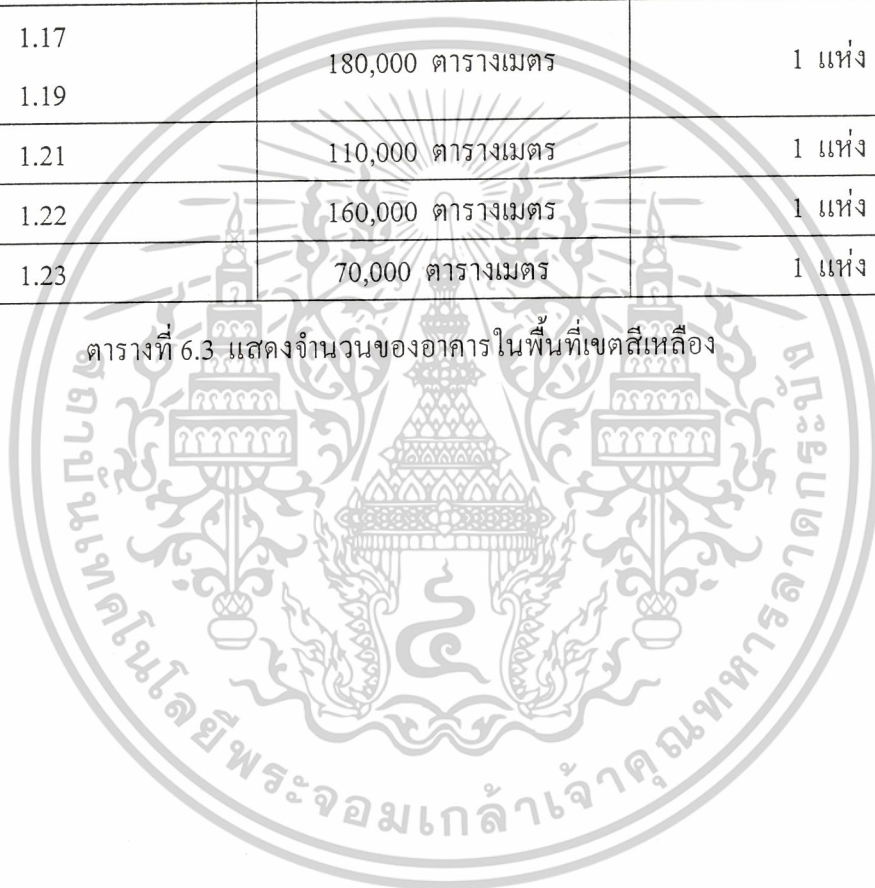 1.17
180,000 ตารางเมตร 1 แห่ง
1.19
1.21 110,000 ตารางเมตร 1 แห่ง
1.22 160,000 ตารางเมตร 1 แห่ง
1.23 70,000 ตารางเมตร 1 แห่ง
ตารางที่ 6.3 แสดงจำนวนของอาคารในพื้นที่เขตสีเหลือง
สถาบันเทคโนโลยีพระจอมเกล้าเจ้าคุณทหารลาดกระบัง